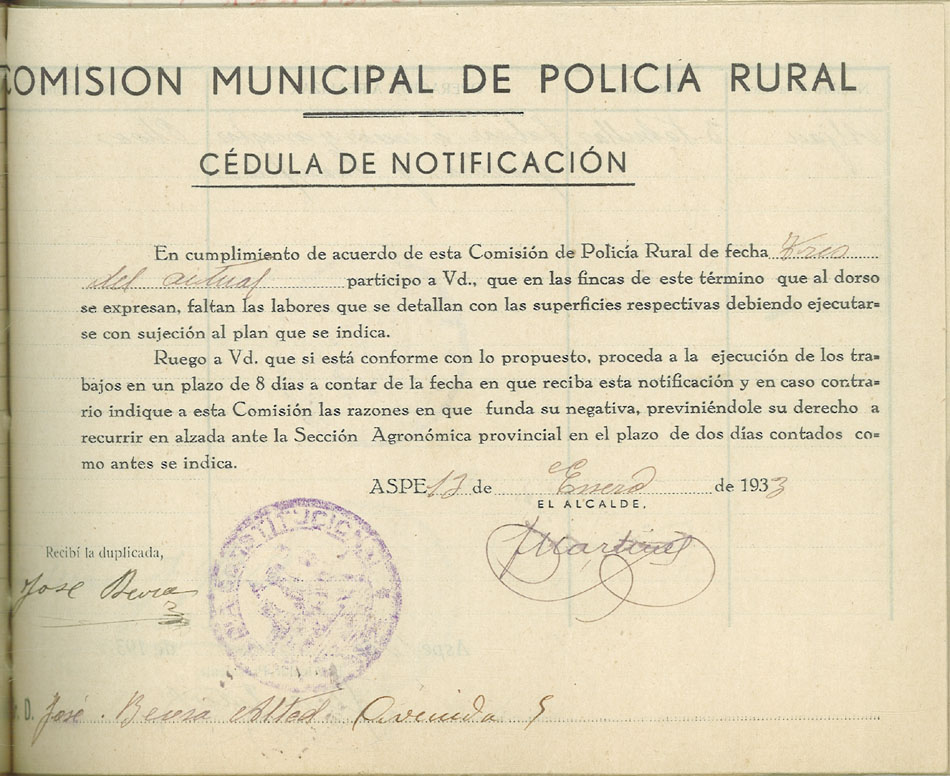 COMISION MUNICIPAL DE POLICIA RURAL
CÉDULA DE NOTIFICACIÓN
En cumplimiento de acuerdo de esta Comisión de Policía Rural de fecha Tres
del actual participo a Vd., que en las fincas de este término que al dorso
se expresan, faltan las labores que se detallan con las superficies respectivas debiendo ejecutar=
se con sujeción al plan que se indica.
Ruego a Vd. que si está conforme con lo propuesto, proceda a la ejecución de los tra=
bajos en un plazo de 8 días a contar de la fecha en que reciba esta notificación y en caso contra=
rio indique a esta Comisión las razones en que funda su negativa, previniéndole su derecho a
recurrir en alzada ante la Sección Agronómica provincial en el plazo de dos días contados co=
mo antes se indica.
ASPE 13 de Enero de 1933
EL ALCALDE,
JMartinez
Recibí la duplicada,
Jose
D. José Alted. Avenida 5